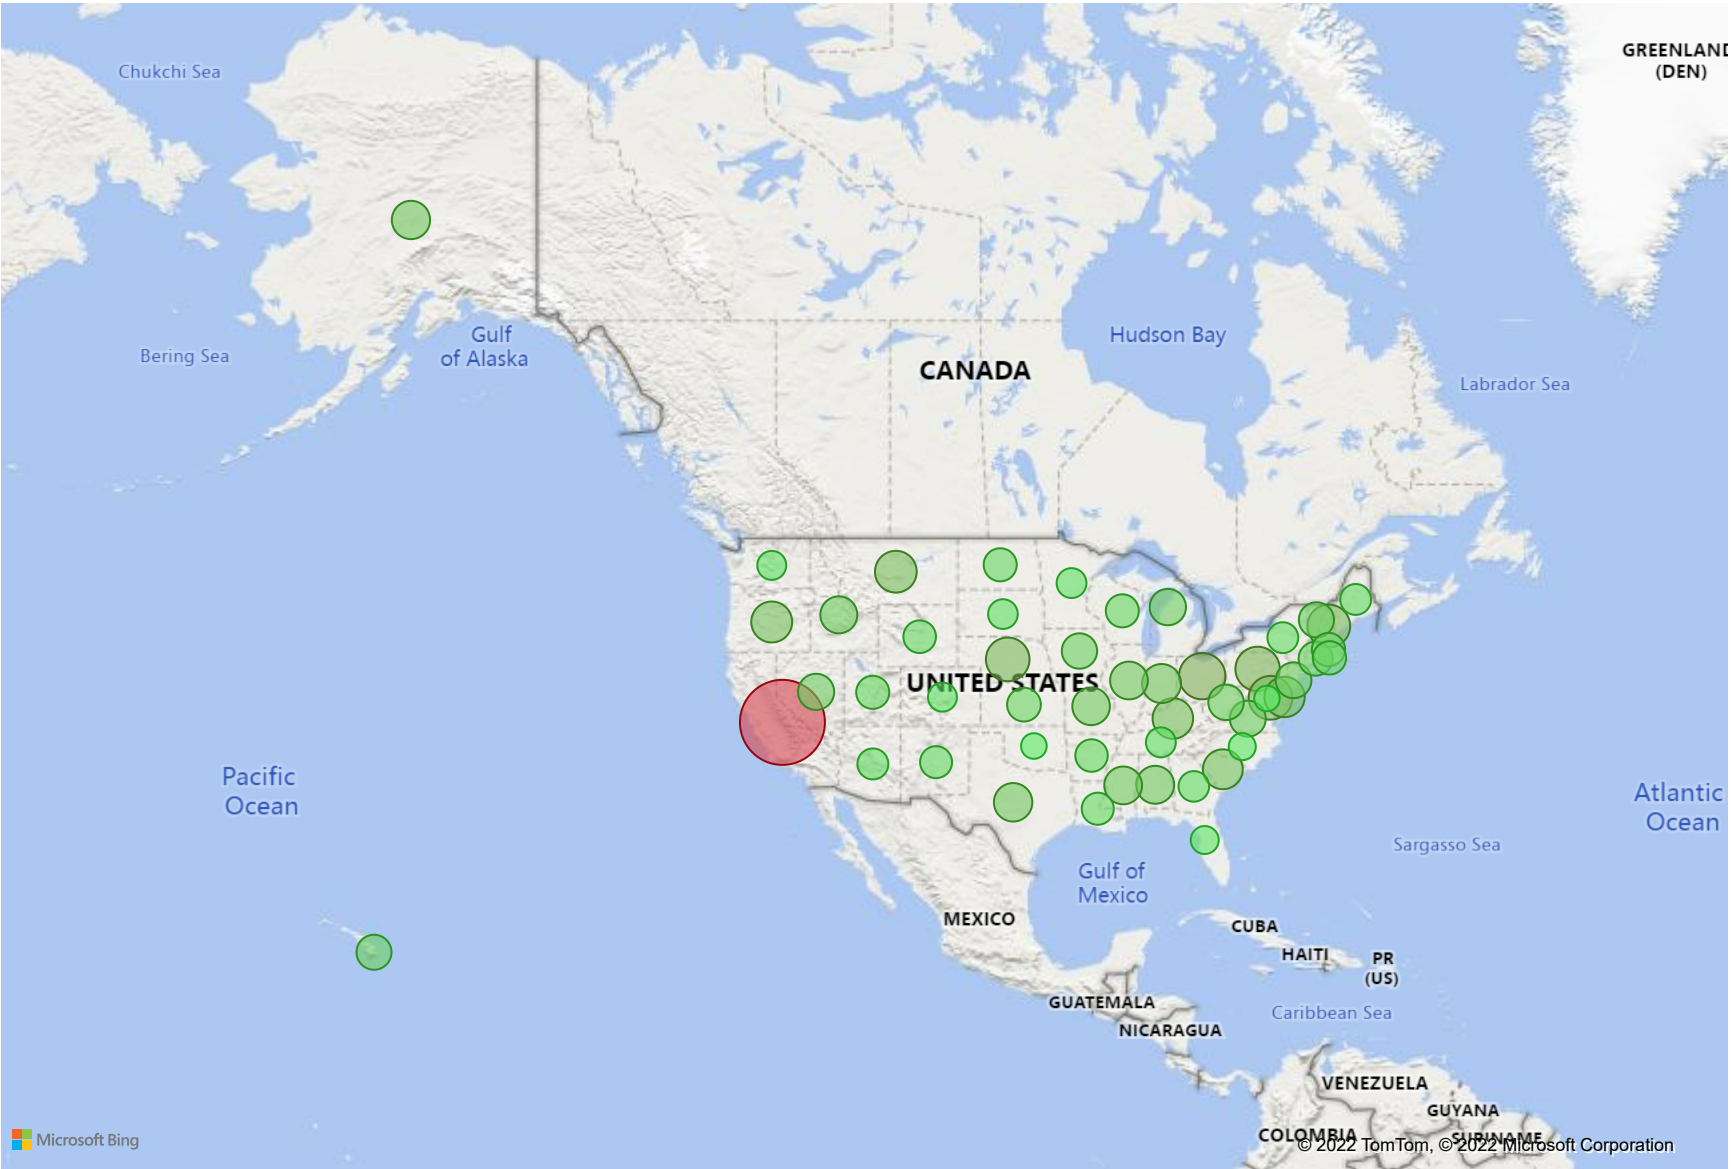 GREENLAND
(DEN)
Chukchi Sea
Gulf
of Alaska
Hudson Bay
Bering Sea
CANADA
Labrador Sea
UNITED STATES
Pacific
Ocean
Atlantic
Ocean
Sargasso Sea
Gulf of
Mexico
MEXICO
CUBA
HAITI
PR
(US)
GUATEMALA
Caribbean Sea
NICARAGUA
VENEZUELA
GUYANA
COLOMBIA
SURINAME
Microsoft Bing
© 2022 TomTom, © 2022 Microsoft Corporation